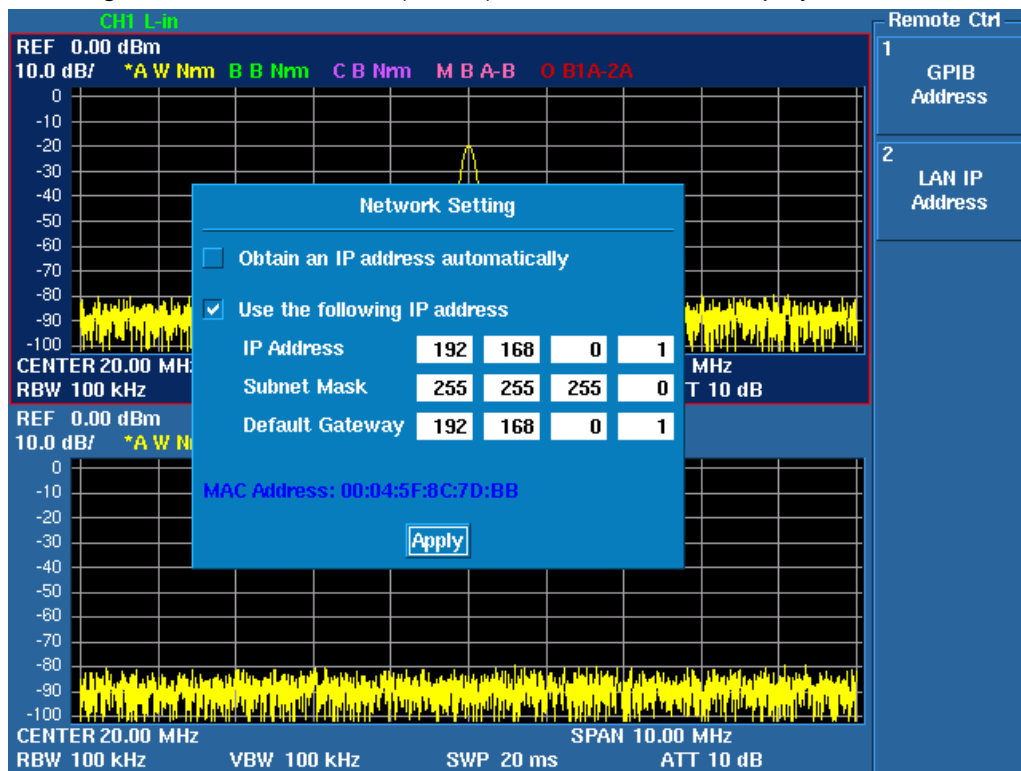 CH1 L-in
REF 0.00 dBm
10.0 dB/ *A W Nrm B B Nrm C B Nrm M B A-B O B1A-2A
0
-10
-20
-30
-40
-50
-60
-70
-80
-90
-100
CENTER 20.00 MH
MHz
RBW 100 kHz
T 10 dB
Network Setting
Obtain an IP address automatically
Use the following IP address
IP Address 192 168 0 1
Subnet Mask 255 255 255 0
Default Gateway 192 168 0 1
MAC Address: 00:04:5F:8C:7D:BB
Apply
REF 0.00 dBm
10.0 dB/ *A W N
0
-10
-20
-30
-40
-50
-60
-70
-80
-90
-100
CENTER 20.00 MHz SPAN 10.00 MHz
RBW 100 kHz VBW 100 kHz SWP 20 ms ATT 10 dB
Remote Ctrl
1
GPIB
Address
2
LAN IP
Address